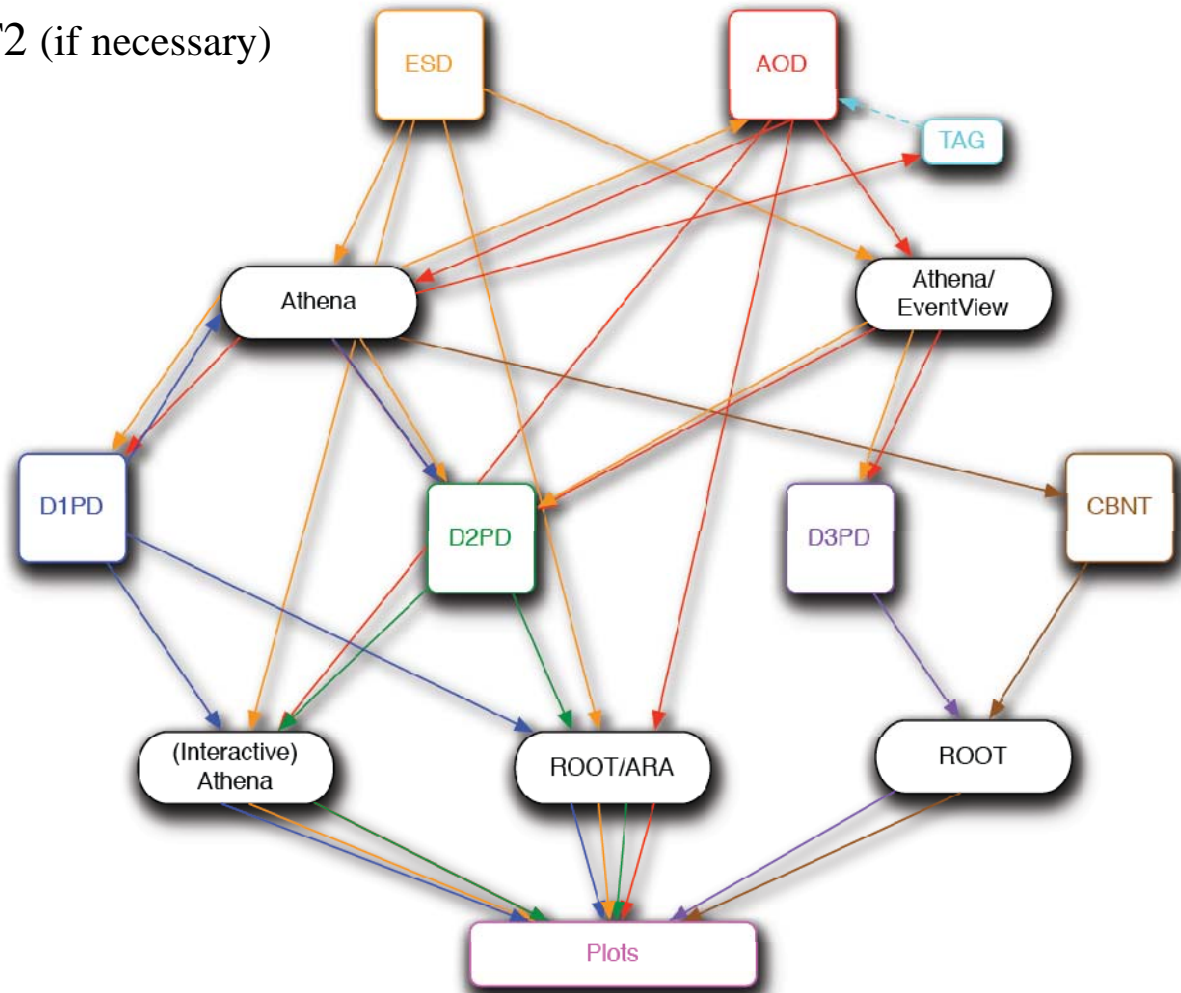 2 (if necessary)
ESD
AOD
TAG
Athena
Athena/
EventView
D1PD
D2PD
D3PD
CBNT
(Interactive)
Athena
ROOT/ARA
ROOT
Plots